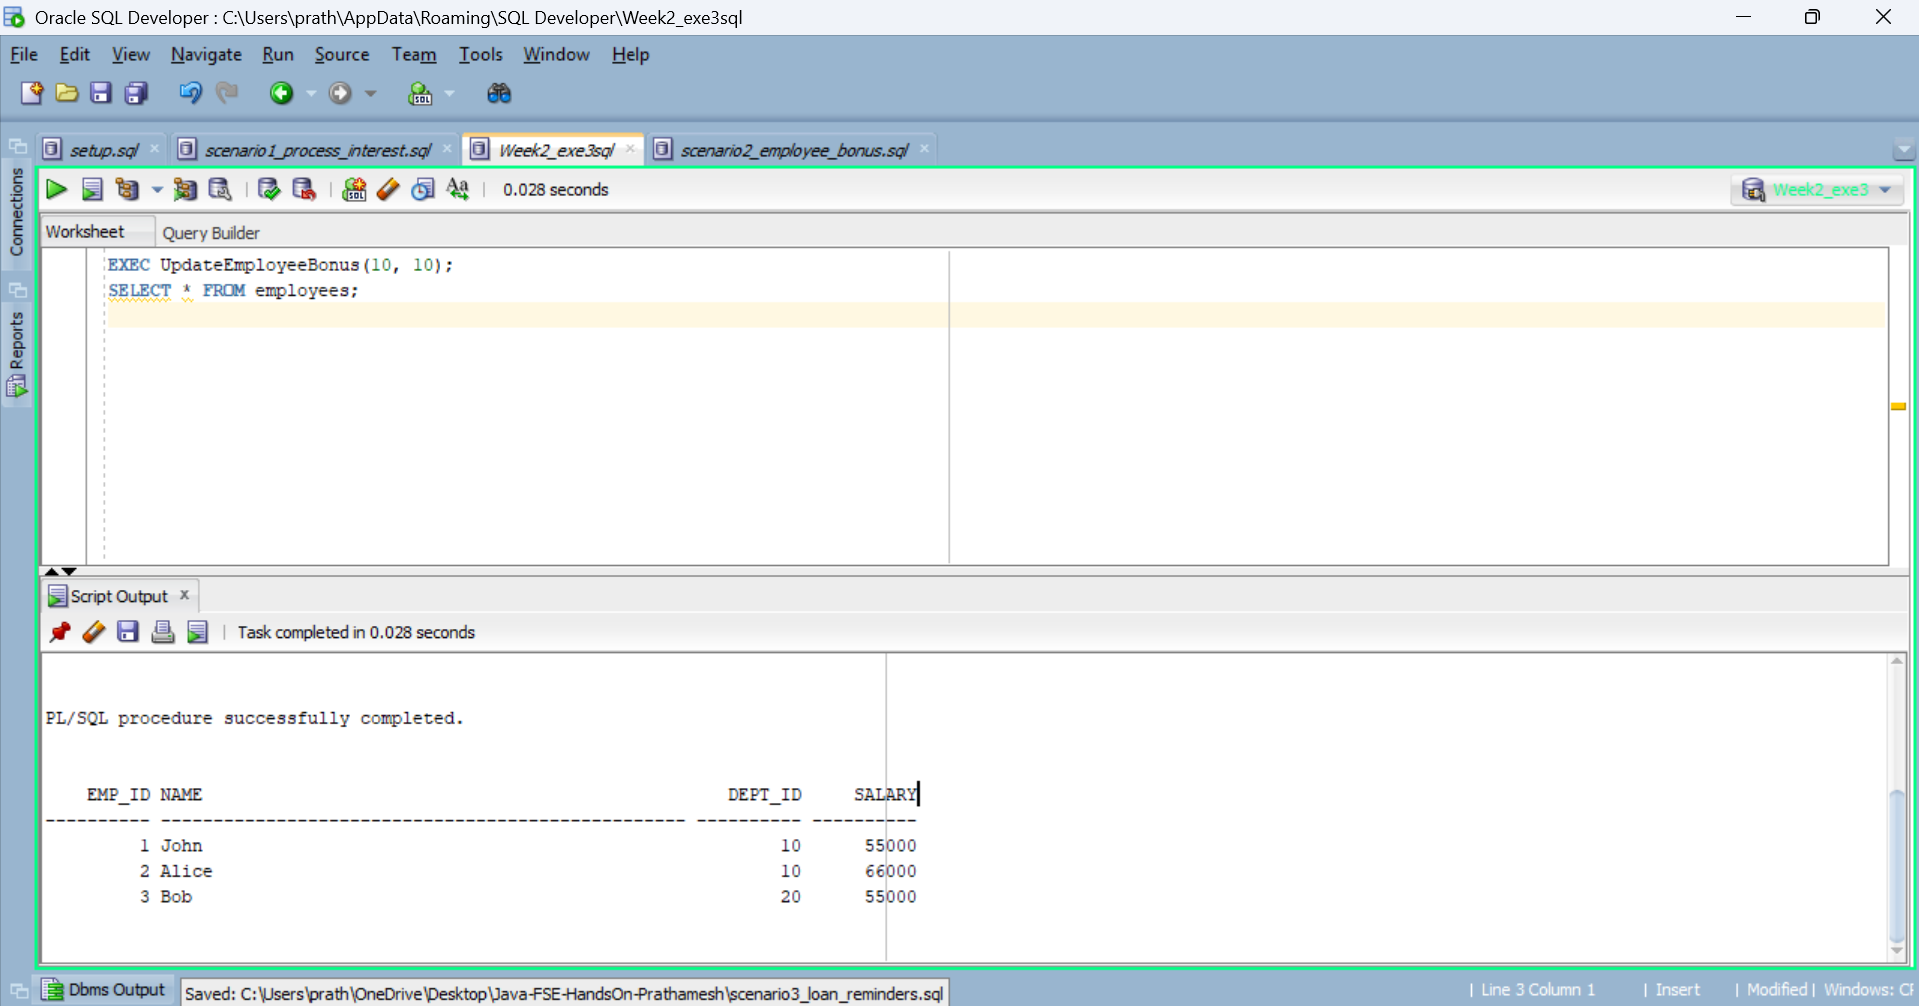 Oracle SQL Developer : C:\Users\prath\AppData\Roaming\SQL Developer\Week2_exe3sql
File Edit View Navigate Run Source Team Tools Window Help
SQL
setup.sql
scenario1_process_interest.sql
Week2_exe3sql
scenario2_employee_bonus.sql
SQL
Aa
0.028 seconds
Week2_exe3
Connections
Reports
Worksheet Query Builder
EXEC UpdateEmployeeBonus(10, 10);
SELECT * FROM employees;
Script Output
Task completed in 0.028 seconds
PL/SQL procedure successfully completed.
EMP_ID NAME DEPT_ID SALARY
---------- -------------------------------------------------- ---------- ----------
1 John 10 55000
2 Alice 10 66000
3 Bob 20 55000
Dbms Output
Saved: C:\Users\prath\OneDrive\Desktop\Java-FSE-HandsOn-Prathamesh\scenario3_loan_reminders.sql
| Line 3 Column 1 | Insert | Modified | Windows: CR